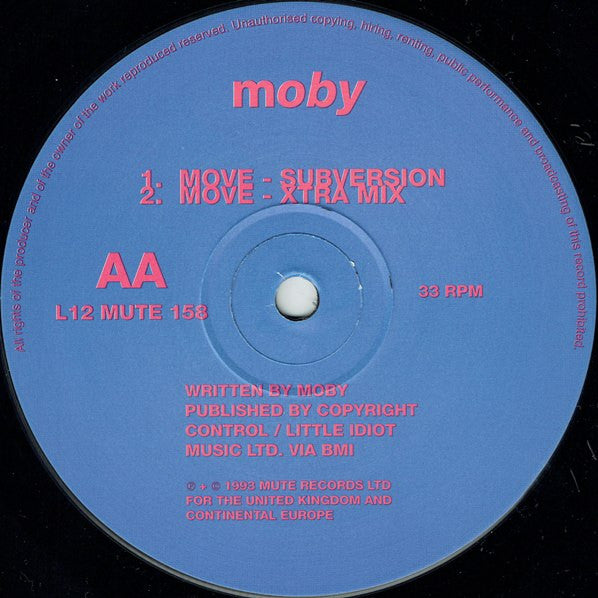 All rights of the producer and of the owner of the work reproduced reserved. Unauthorised copying, hiring, renting, public performance and broadcasting of this record prohibited.
moby
1. MOVE - SUBVERSION
2. MOVE - XTRA MIX
AA
L12 MUTE 158
33 RPM
WRITTEN BY MOBY
PUBLISHED BY COPYRIGHT
CONTROL / LITTLE IDIOT
MUSIC LTD. VIA BMI
℗ + © 1993 MUTE RECORDS LTD
FOR THE UNITED KINGDOM AND
CONTINENTAL EUROPE